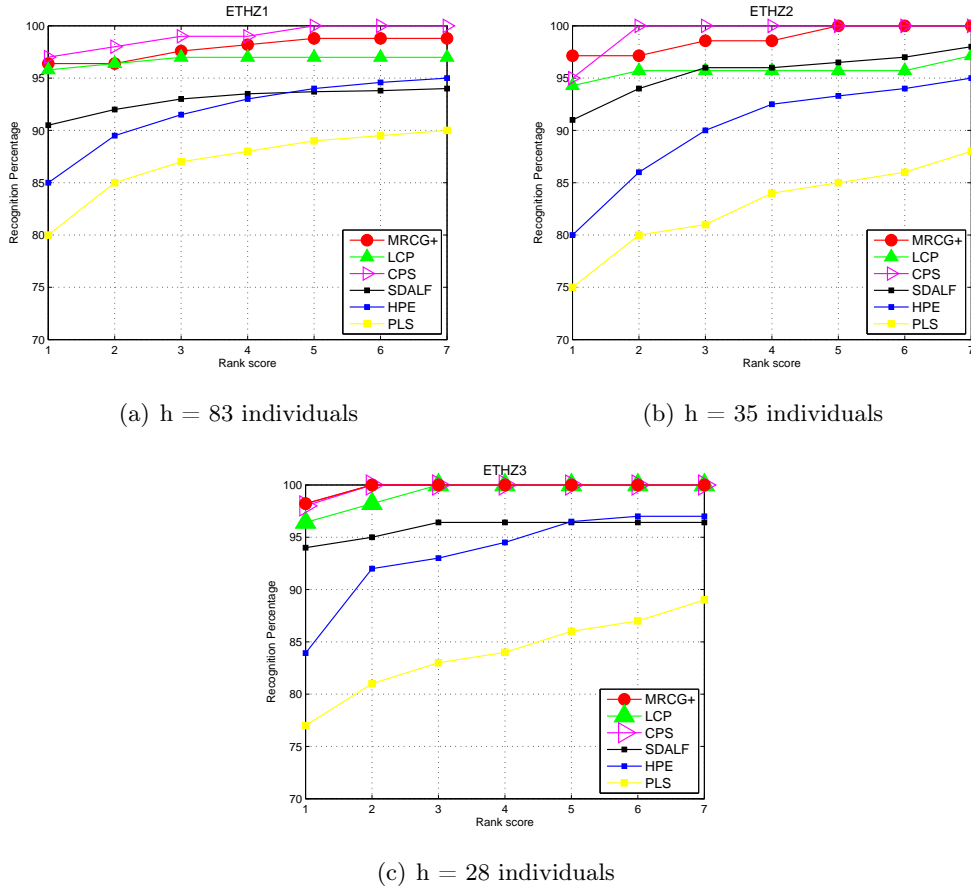 ETHZ1
Recognition Percentage
100
95
90
85
80
75
70
1 2 3 4 5 6 7
Rank score
MRCG+
LCP
CPS
SDALF
HPE
PLS
(a) h = 83 individuals
ETHZ2
Recognition Percentage
100
95
90
85
80
75
70
1 2 3 4 5 6 7
Rank score
MRCG+
LCP
CPS
SDALF
HPE
PLS
(b) h = 35 individuals
ETHZ3
Recognition Percentage
100
95
90
85
80
75
70
1 2 3 4 5 6 7
Rank score
MRCG+
LCP
CPS
SDALF
HPE
PLS
(c) h = 28 individuals